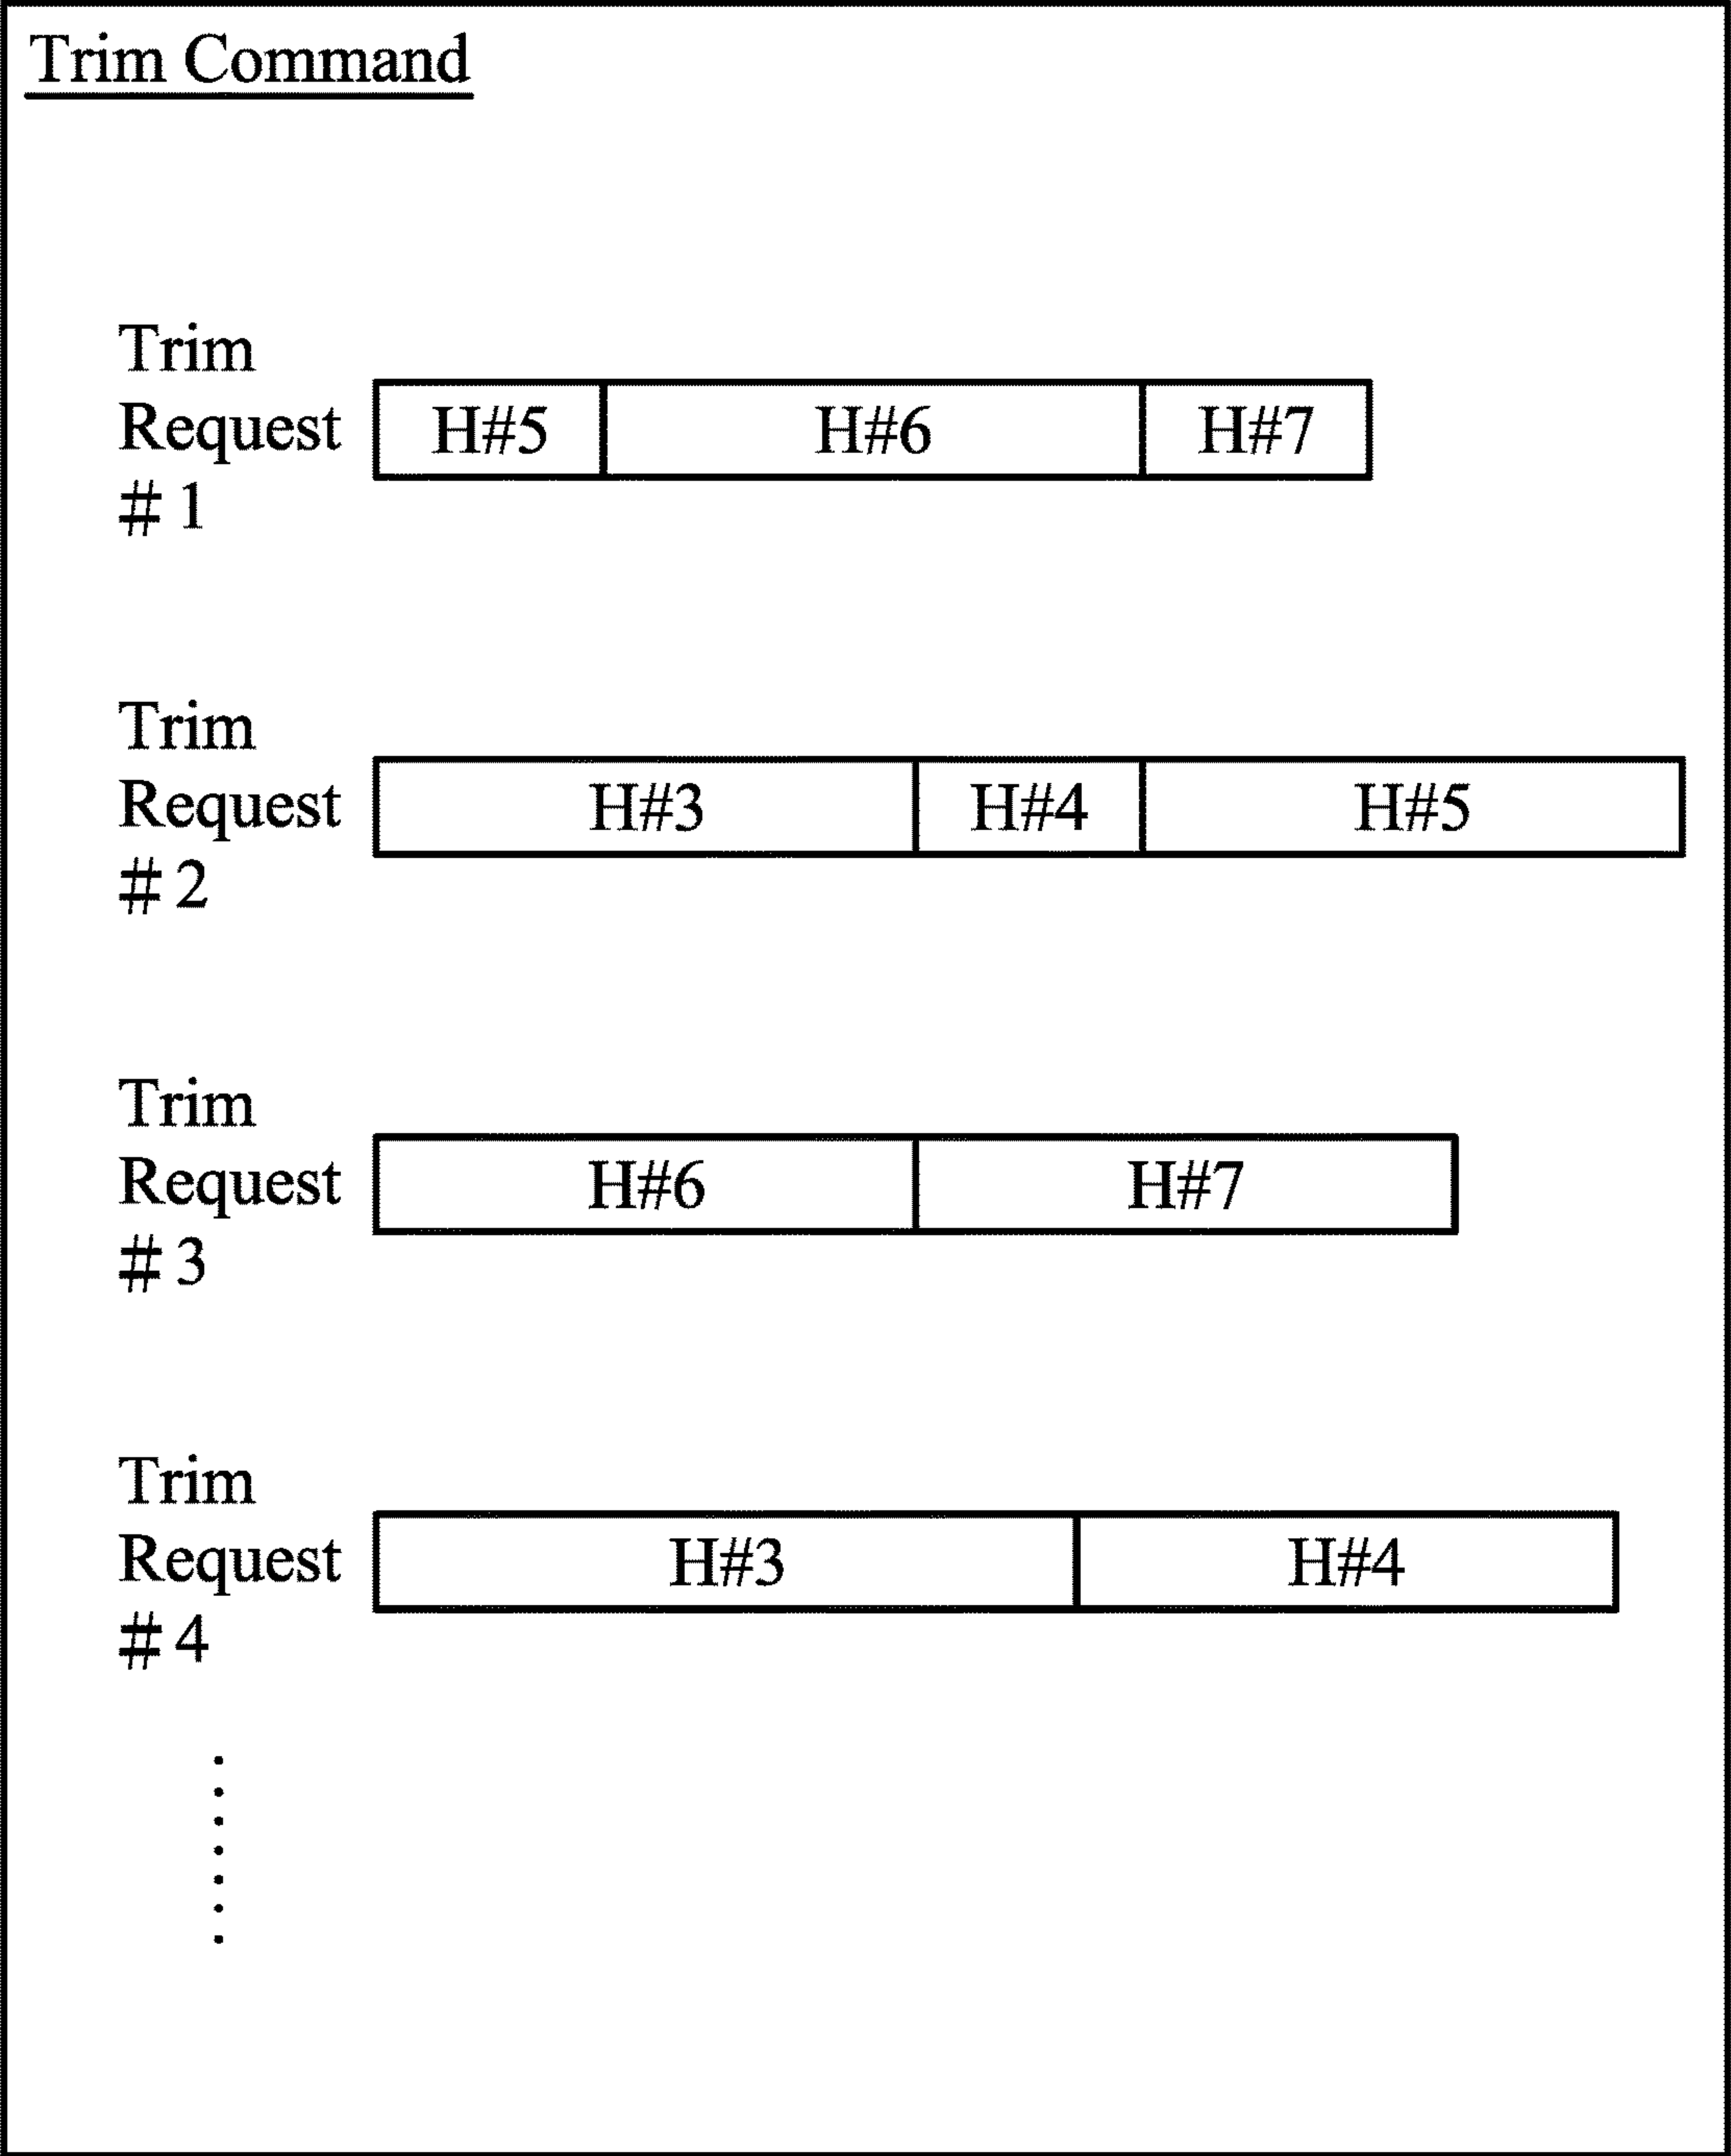 Trim Command
Trim
Request
# 1
H#5 H#6 H#7
Trim
Request
# 2
H#3 H#4 H#5
Trim
Request
# 3
H#6 H#7
Trim
Request
# 4
H#3 H#4